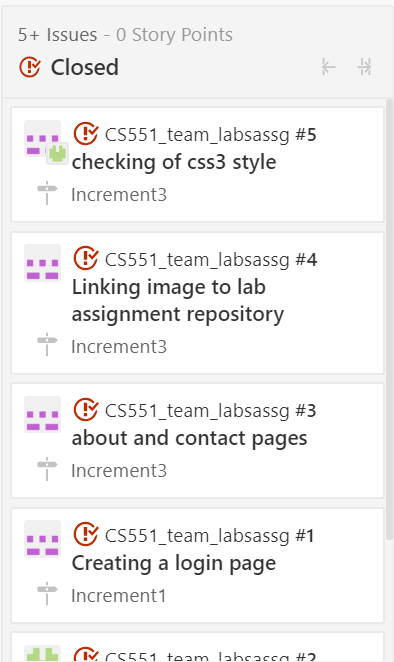 5+ Issues - 0 Story Points
Closed
CS551_team_labsassg #5
checking of css3 style
Increment3
CS551_team_labsassg #4
Linking image to lab
assignment repository
Increment3
CS551_team_labsassg #3
about and contact pages
Increment3
CS551_team_labsassg #1
Creating a login page
Increment1
CS551_team_labsassg #2